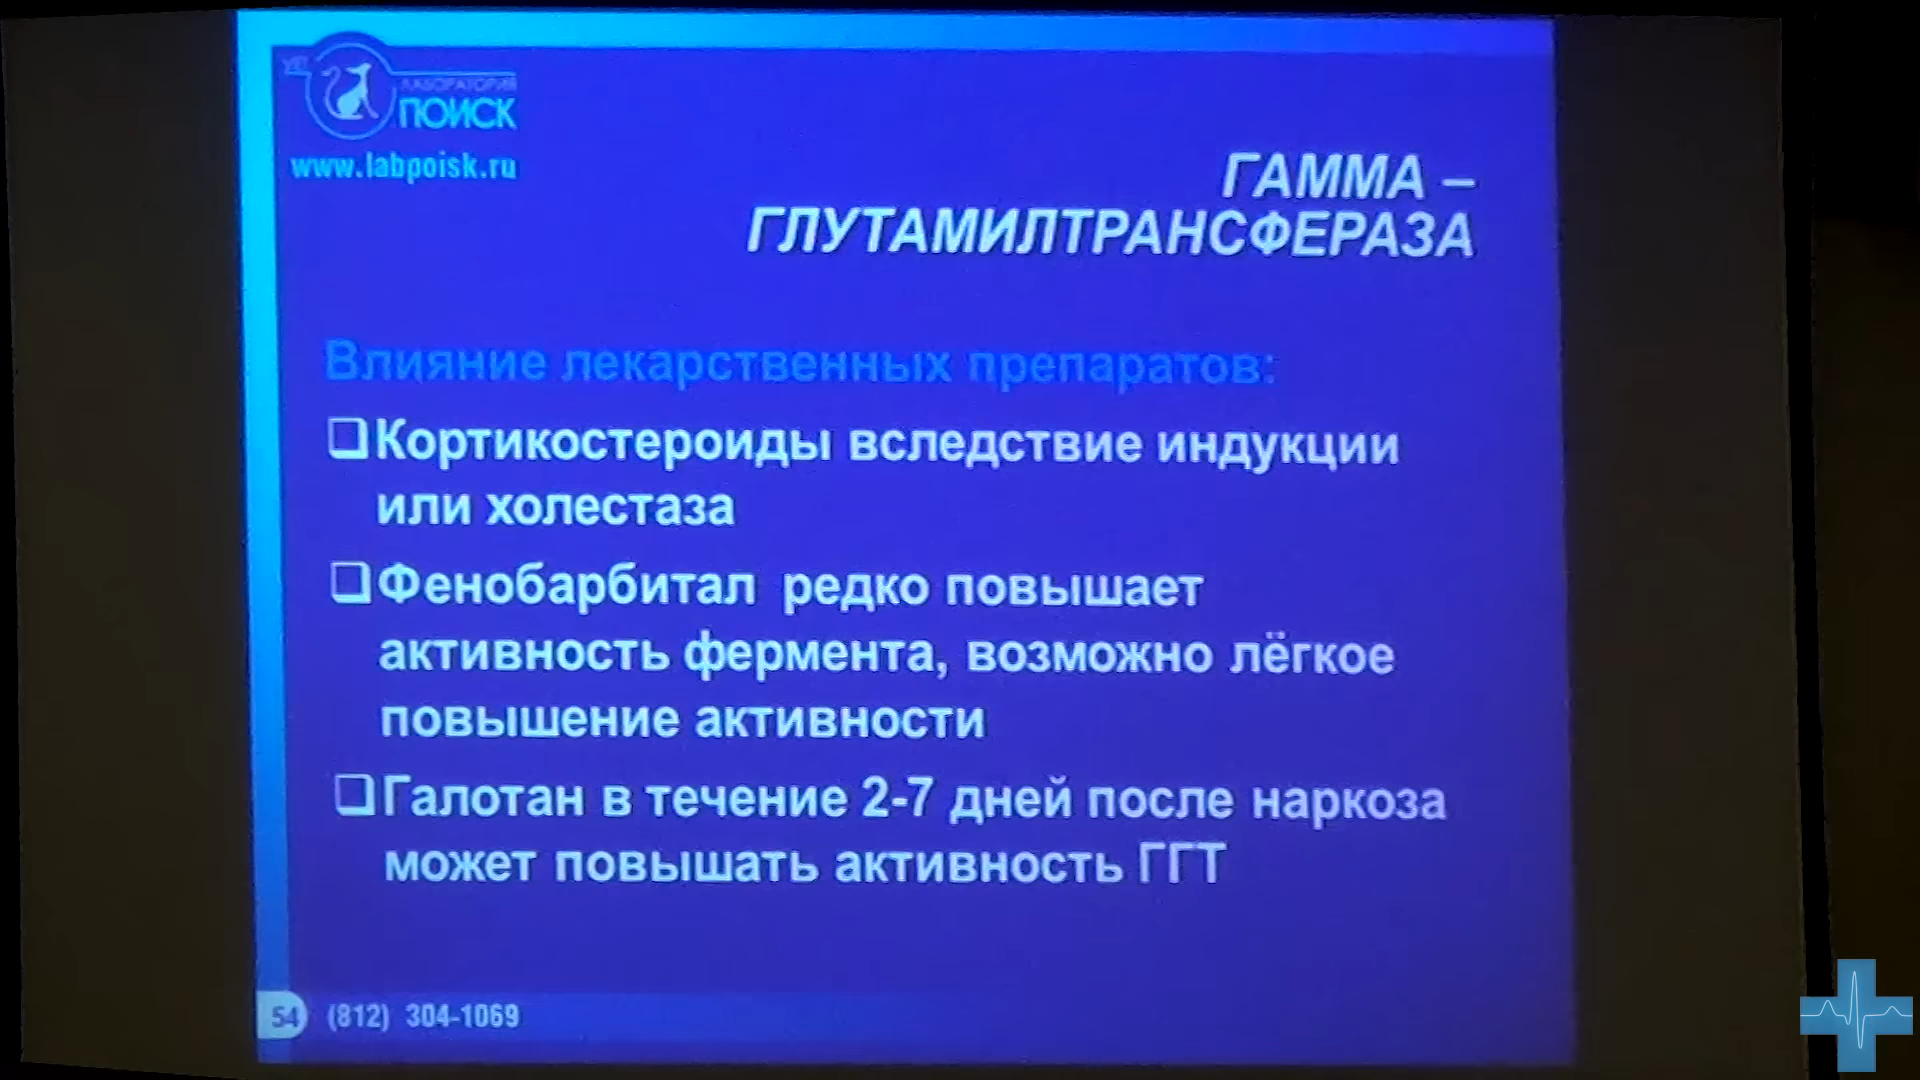 ВЕТ
ЛАБОРАТОРИЯ
ПОИСК
www.labpoisk.ru
ГАММА –
ГЛУТАМИЛТРАНСФЕРАЗА
Влияние лекарственных препаратов:
❑Кортикостероиды вследствие индукции
или холестаза
❑Фенобарбитал редко повышает
активность фермента, возможно лёгкое
повышение активности
❑Галотан в течение 2-7 дней после наркоза
может повышать активность ГГТ
54 (812) 304-1069